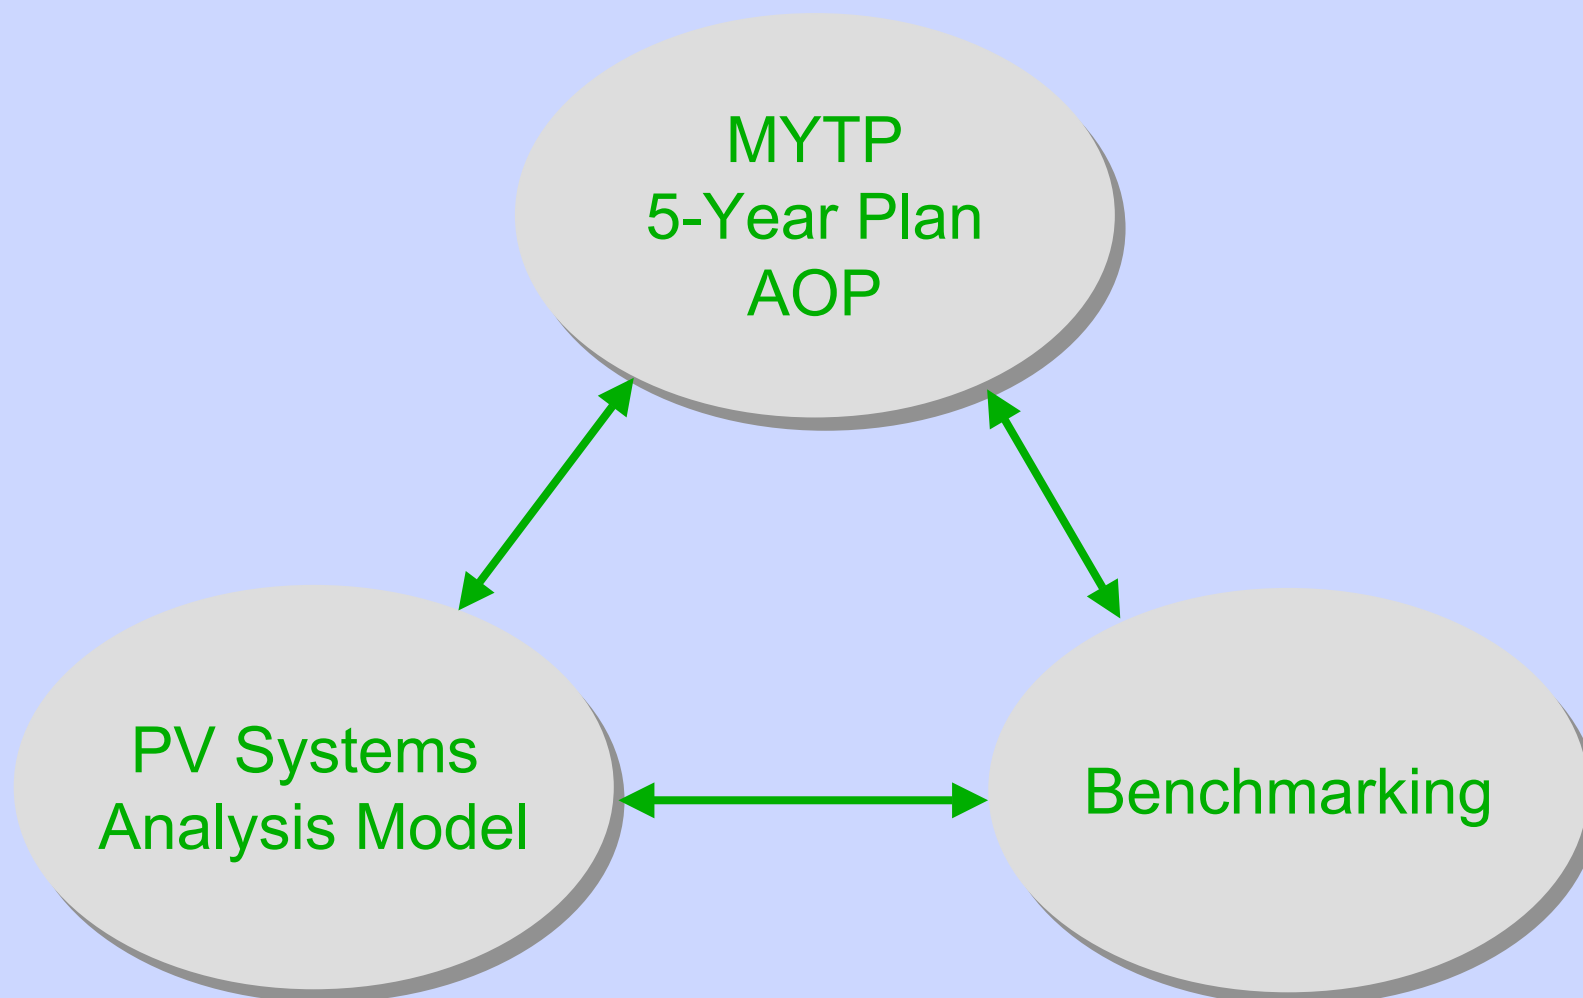 MYTP
5-Year Plan
AOP
PV Systems
Analysis Model
Benchmarking